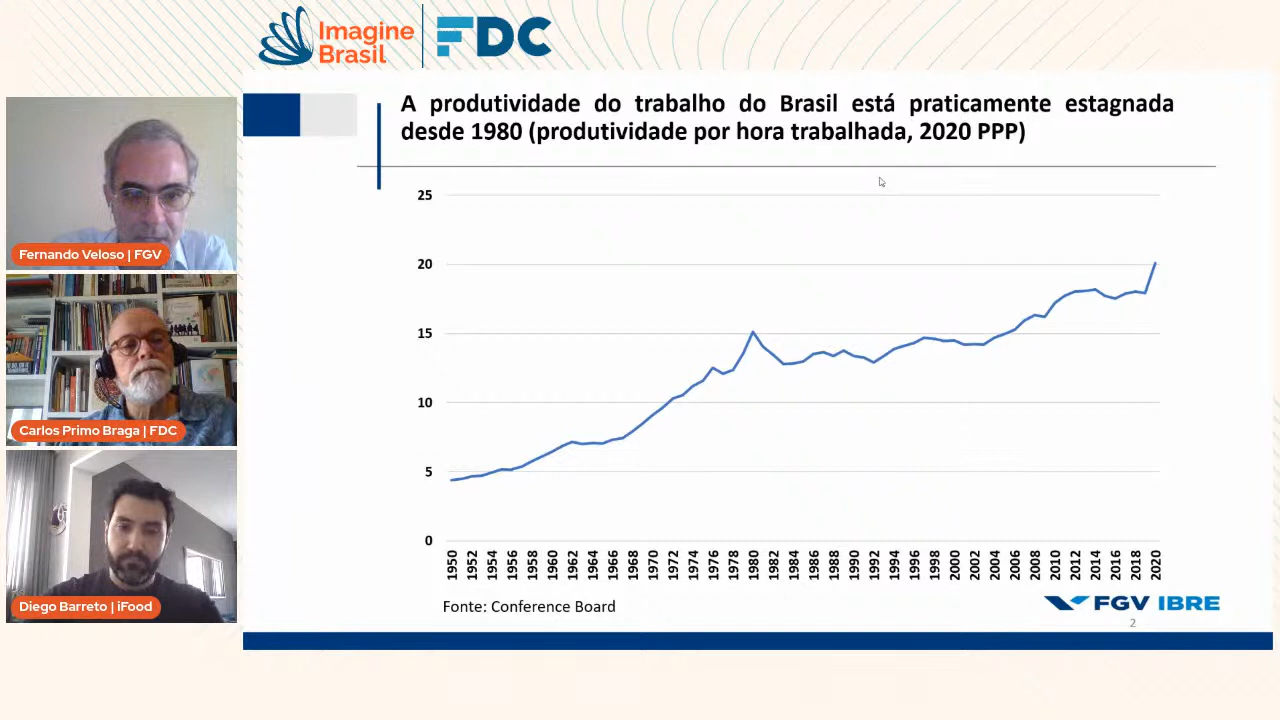 Imagine
Brasil
FDC
A produtividade do trabalho do Brasil está praticamente estagnada
desde 1980 (produtividade por hora trabalhada, 2020 PPP)
Fernando Veloso | FGV
Carlos Primo Braga | FDC
Diego Barreto | iFood
25
20
15
10
5
0
1950 1952 1954 1956 1958 1960 1962 1964 1966 1968 1970 1972 1974 1976 1978 1980 1982 1984 1986 1988 1990 1992 1994 1996 1998 2000 2002 2004 2006 2008 2010 2012 2014 2016 2018 2020
Fonte: Conference Board
FGV IBRE
2